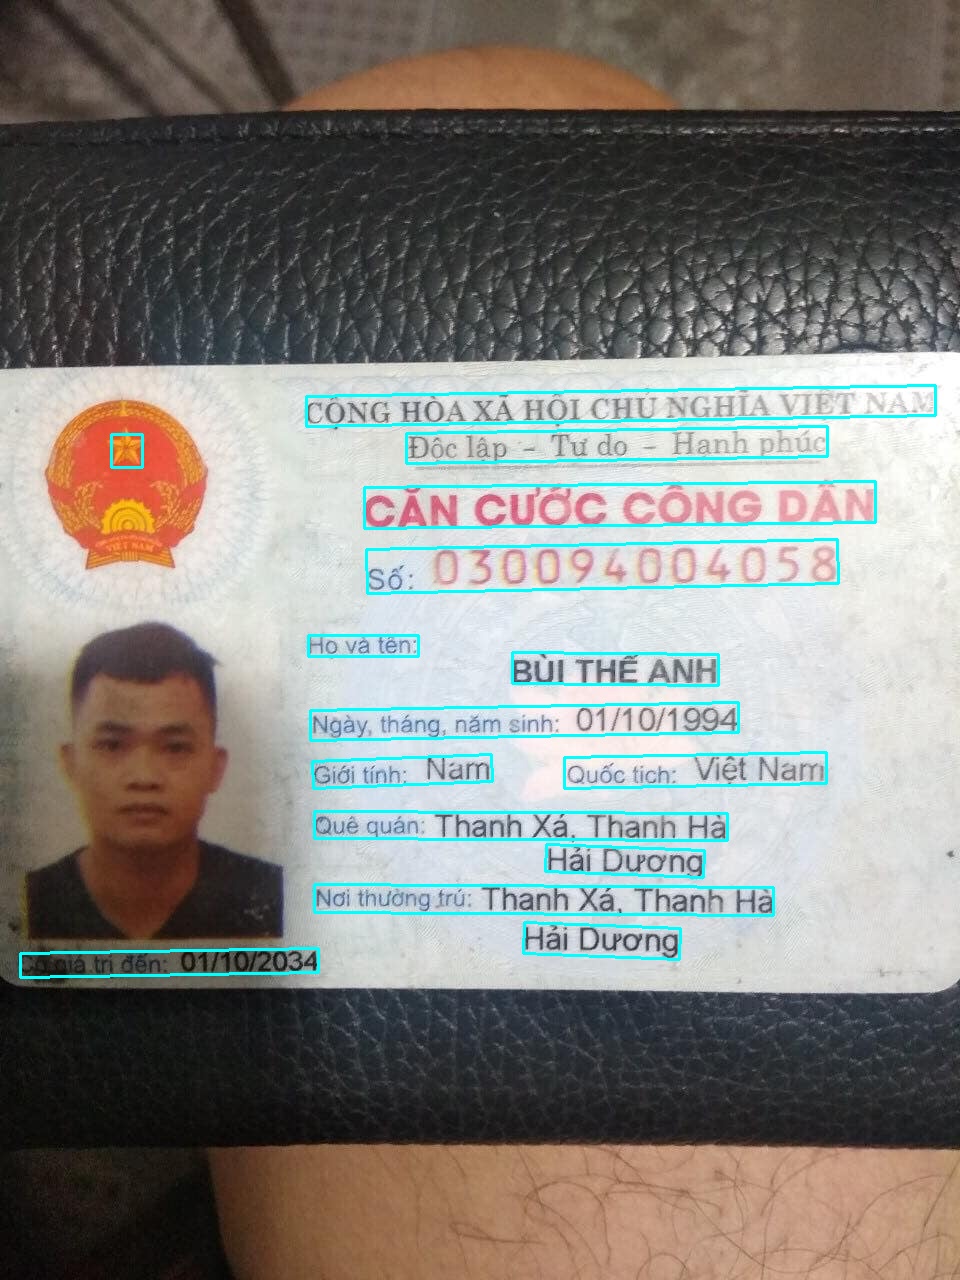 CỘNG HÒA XÃ HỘI CHỦ NGHĨA VIỆT NAM
Độc lập - Tự do - Hạnh phúc
CĂN CƯỚC CÔNG DÂN
Số: 030094004058
VIỆT NAM
Họ và tên:
BÙI THẾ ANH
Ngày, tháng, năm sinh: 01/10/1994
Giới tính: Nam Quốc tịch: Việt Nam
Quê quán: Thanh Xá, Thanh Hà
Hải Dương
Nơi thường trú: Thanh Xá, Thanh Hà
Hải Dương
Có giá trị đến: 01/10/2034